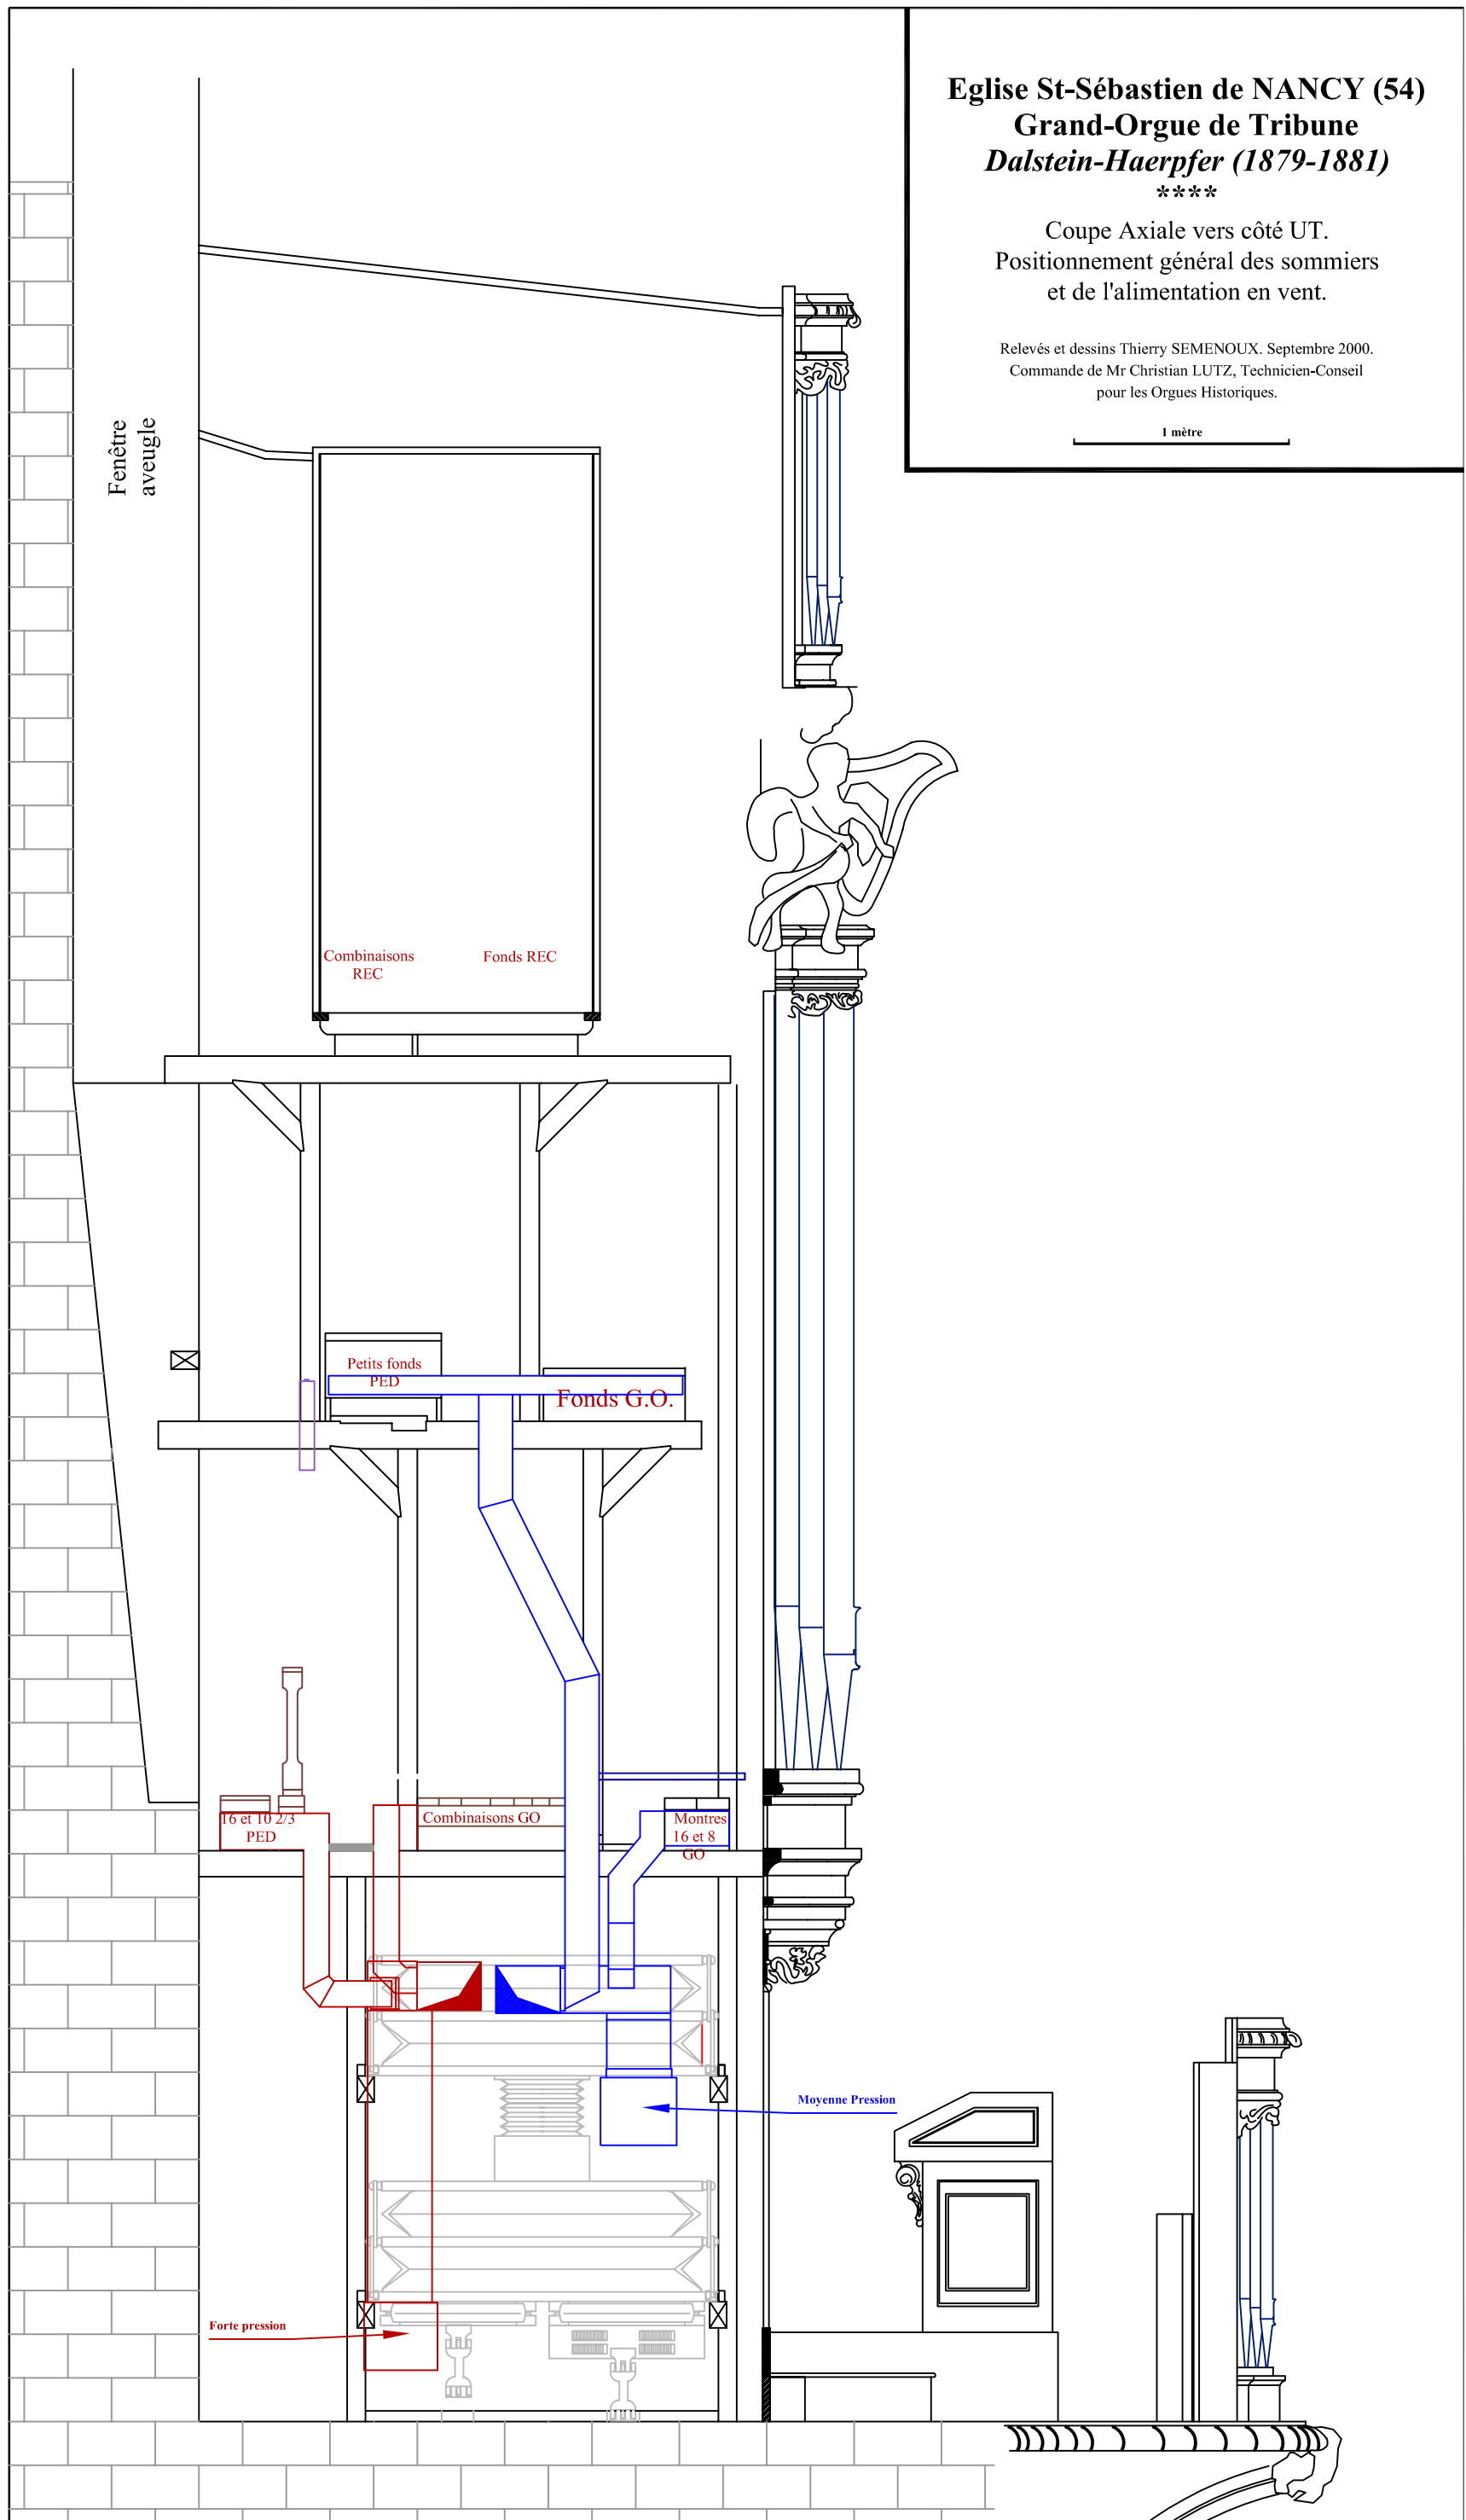 Eglise St-Sébastien de NANCY (54)
Grand-Orgue de Tribune
Dalstein-Haerpfer (1879-1881)
****
Coupe Axiale vers côté UT.
Positionnement général des sommiers
et de l'alimentation en vent.
Relevés et dessins Thierry SEMENOUX. Septembre 2000.
Commande de Mr Christian LUTZ, Technicien-Conseil
pour les Orgues Historiques.
1 mètre
Fenêtre
aveugle
Combinaisons
REC
Fonds REC
Petits fonds
PED
Fonds G.O.
16 et 10 2/3
PED
Combinaisons GO
Montres
16 et 8
GO
Moyenne Pression
Forte pression